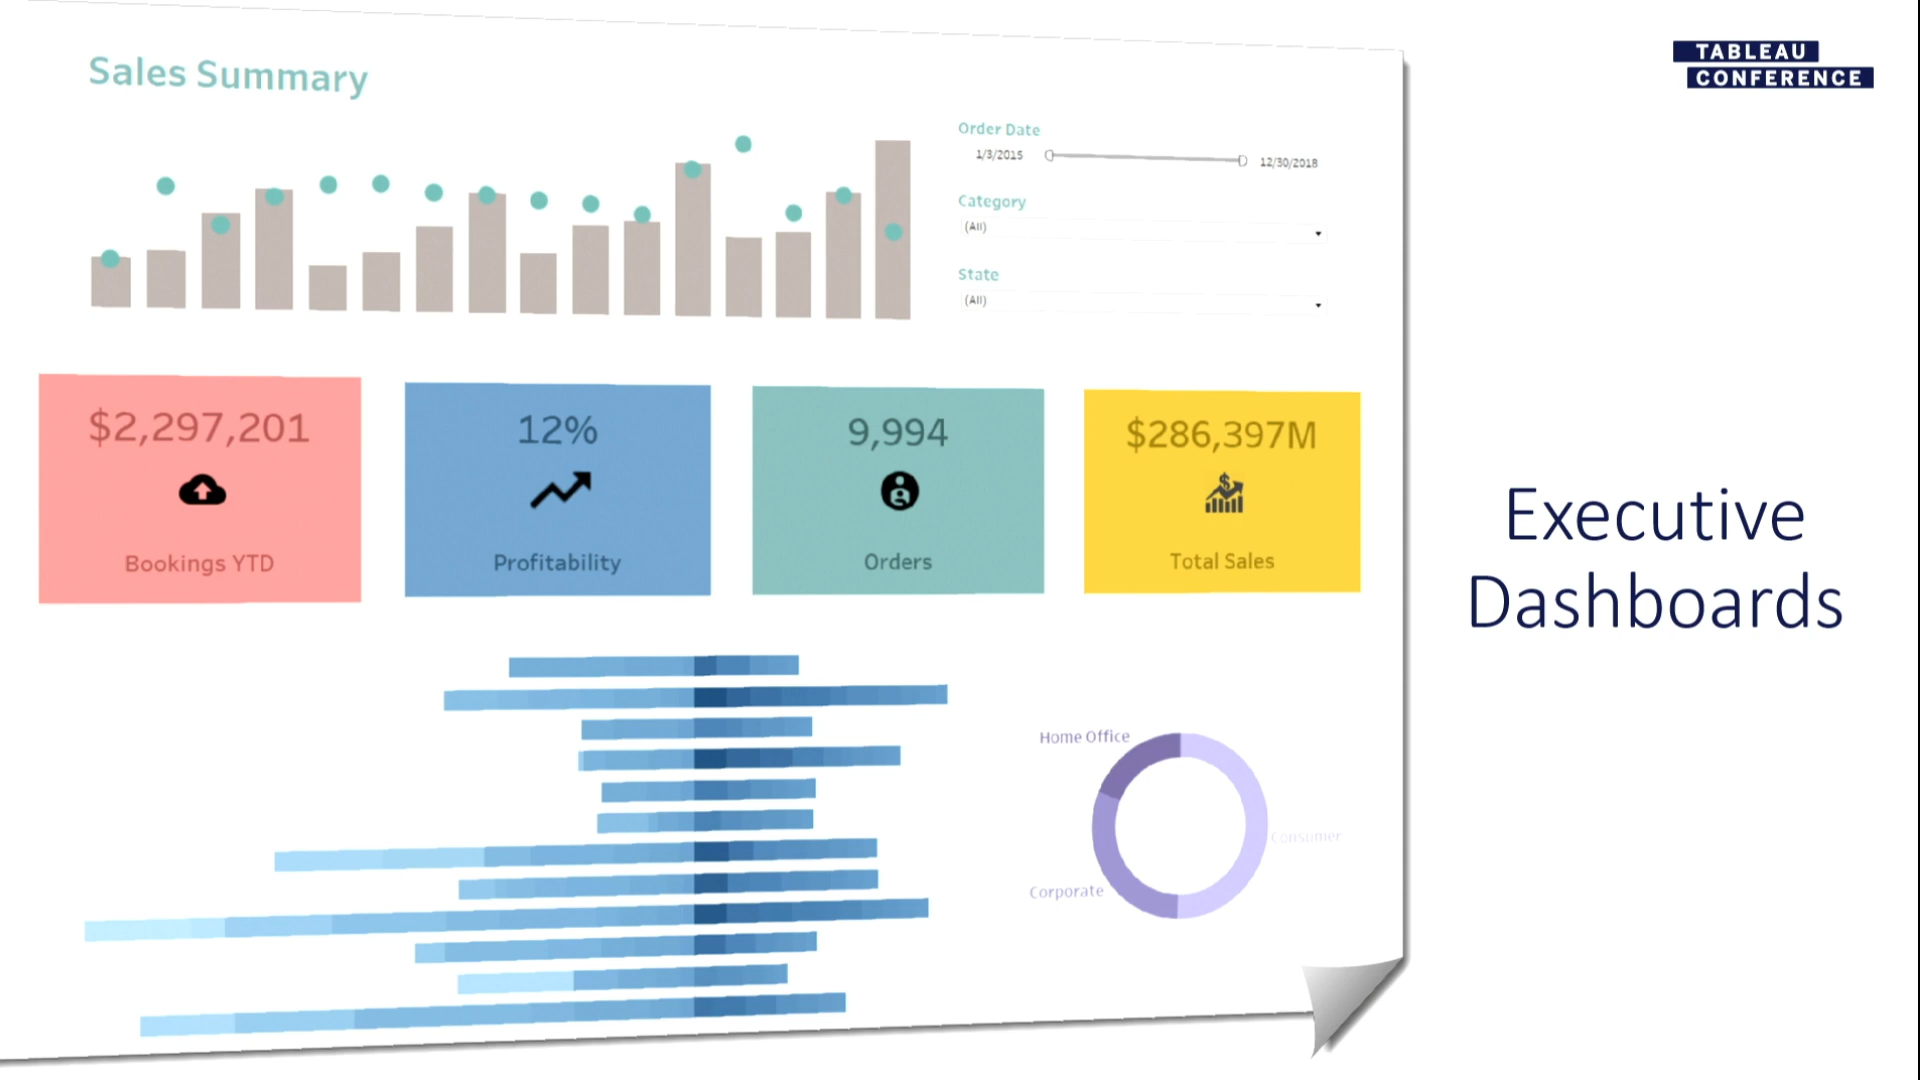 TABLEAU
CONFERENCE
Sales Summary
Order Date
1/3/2015 12/30/2018
Category
(All)
State
(All)
$2,297,201
Bookings YTD
12%
Profitability
9,994
Orders
$286,397M
Total Sales
Home Office
Consumer
Corporate
Executive
Dashboards